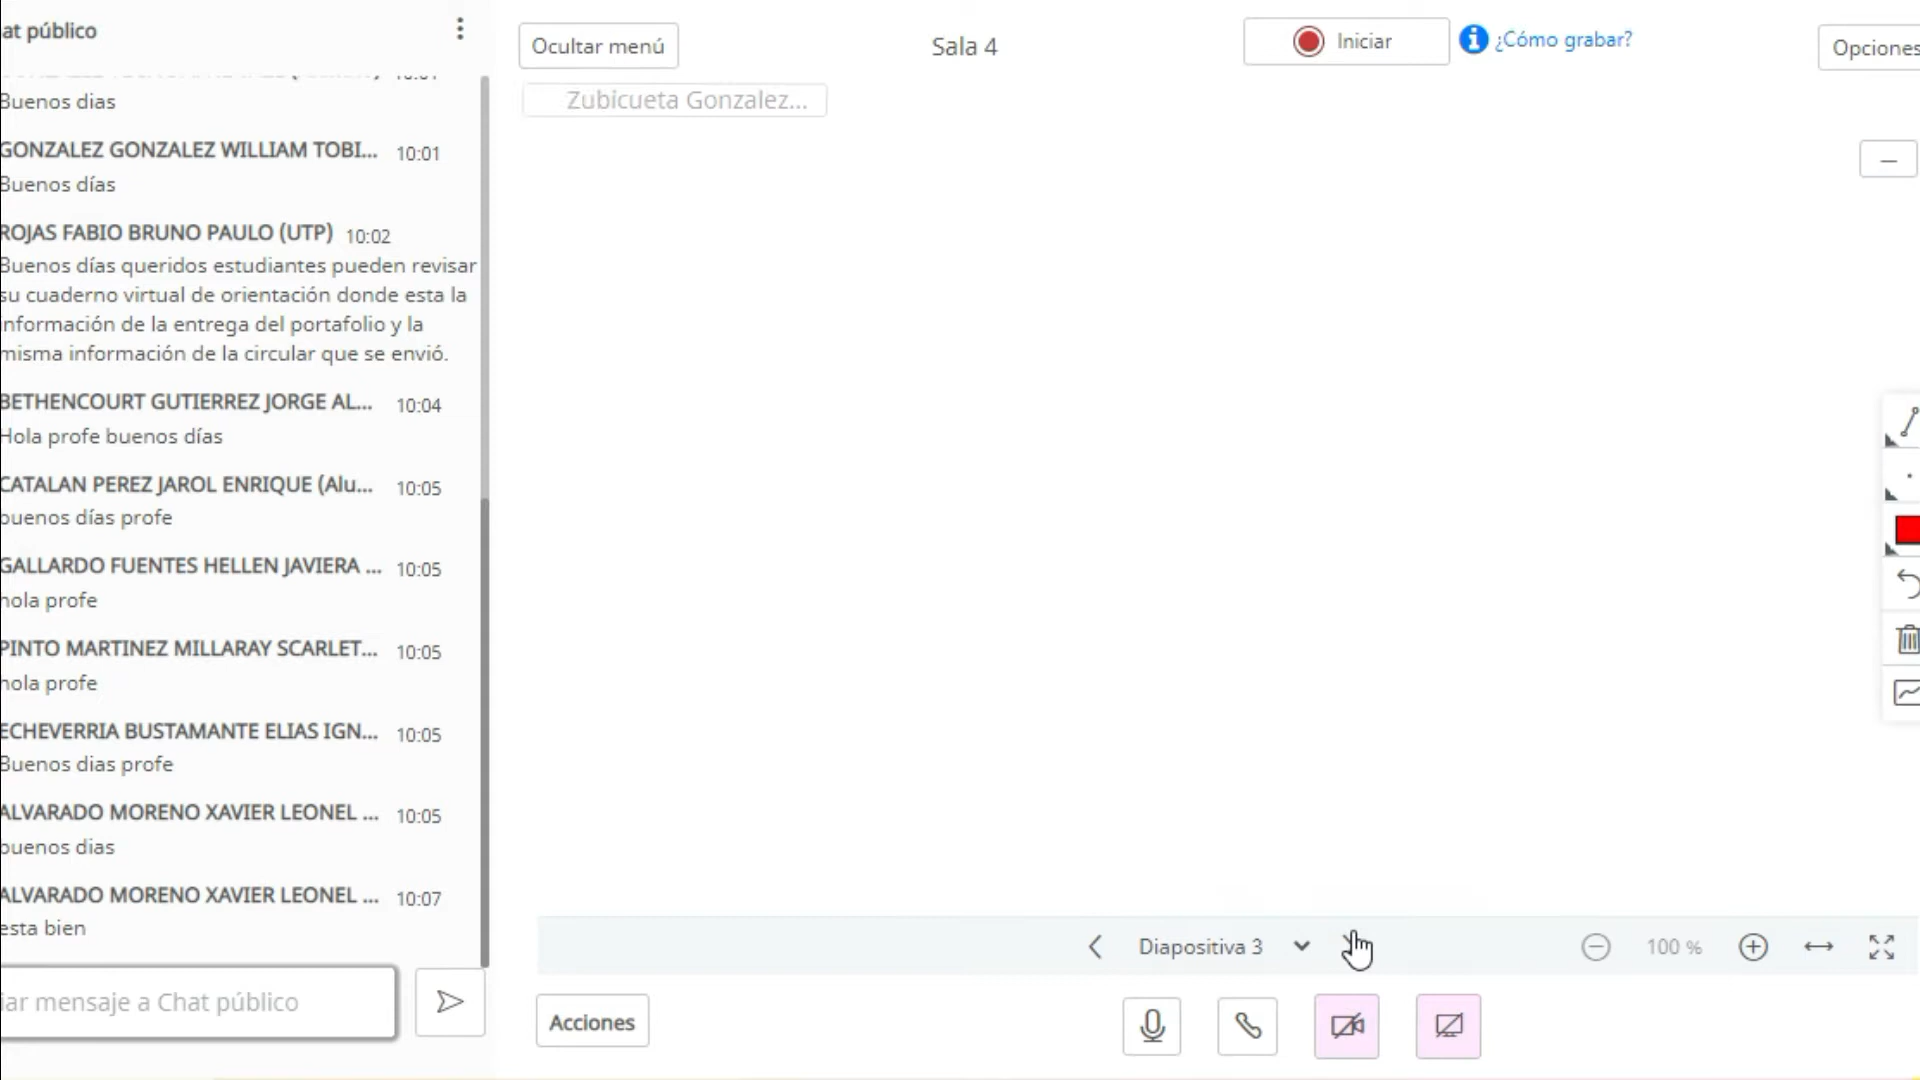 at público
10:01
Buenos dias
GONZALEZ GONZALEZ WILLIAM TOBI... 10:01
Buenos días
ROJAS FABIO BRUNO PAULO (UTP) 10:02
Buenos días queridos estudiantes pueden revisar
su cuaderno virtual de orientación donde esta la
información de la entrega del portafolio y la
misma información de la circular que se envió.
BETHENCOURT GUTIERREZ JORGE AL... 10:04
Hola profe buenos días
CATALAN PEREZ JAROL ENRIQUE (Alu... 10:05
buenos días profe
GALLARDO FUENTES HELLEN JAVIERA ... 10:05
hola profe
PINTO MARTINEZ MILLARAY SCARLET... 10:05
hola profe
ECHEVERRIA BUSTAMANTE ELIAS IGN... 10:05
Buenos dias profe
ALVARADO MORENO XAVIER LEONEL ... 10:05
buenos dias
ALVARADO MORENO XAVIER LEONEL ... 10:07
esta bien
iar mensaje a Chat público
Ocultar menú
Sala 4
Iniciar
¿Cómo grabar?
Opciones
Zubicueta Gonzalez...
Diapositiva 3
100 %
Acciones